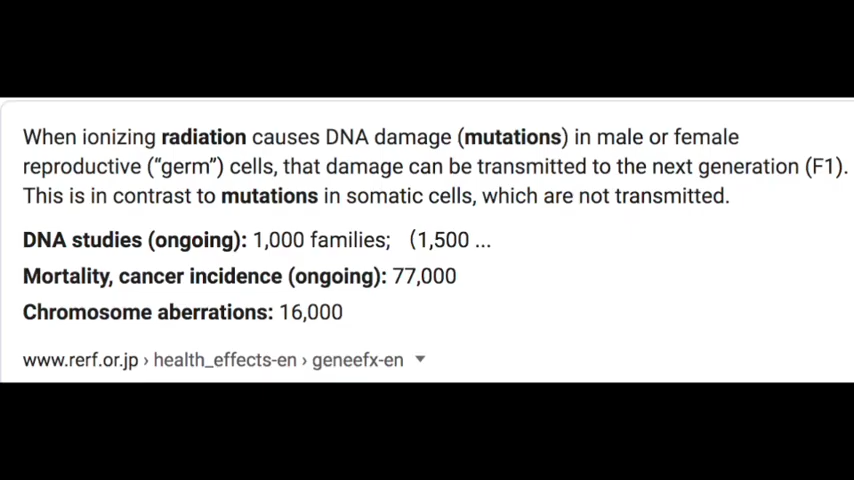 When ionizing radiation causes DNA damage (mutations) in male or female
reproductive (“germ”) cells, that damage can be transmitted to the next generation (F1).
This is in contrast to mutations in somatic cells, which are not transmitted.
DNA studies (ongoing): 1,000 families; （1,500 ...
Mortality, cancer incidence (ongoing): 77,000
Chromosome aberrations: 16,000
www.rerf.or.jp › health_effects-en › geneefx-en